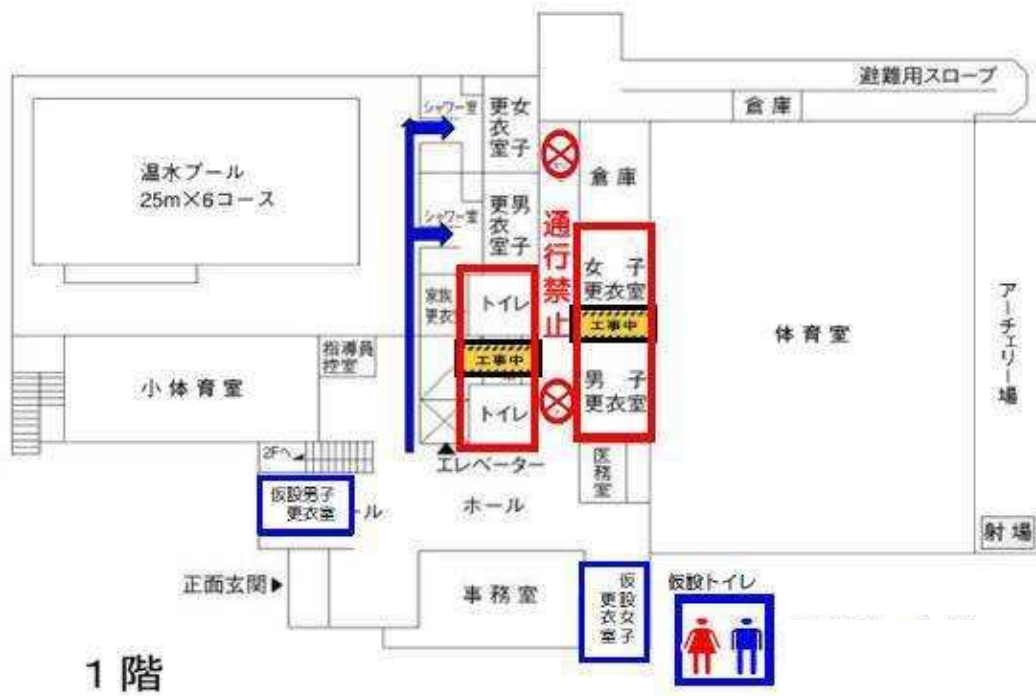 避難用スロープ
倉庫
シャワー室
女子
更衣室
温水プール
25m×6コース
倉庫
シャワー室
男子
更衣室
通行禁止
女子
更衣室
家族
更衣
トイレ
工事中
体育室
アーチェリー場
指導員
控室
工事中
小体育室
男子
更衣室
トイレ
2Fへ
エレベーター
医務室
仮設男子
更衣室
ール
ホール
射場
正面玄関▶
事務室
仮設女子
更衣室
仮設トイレ
1階